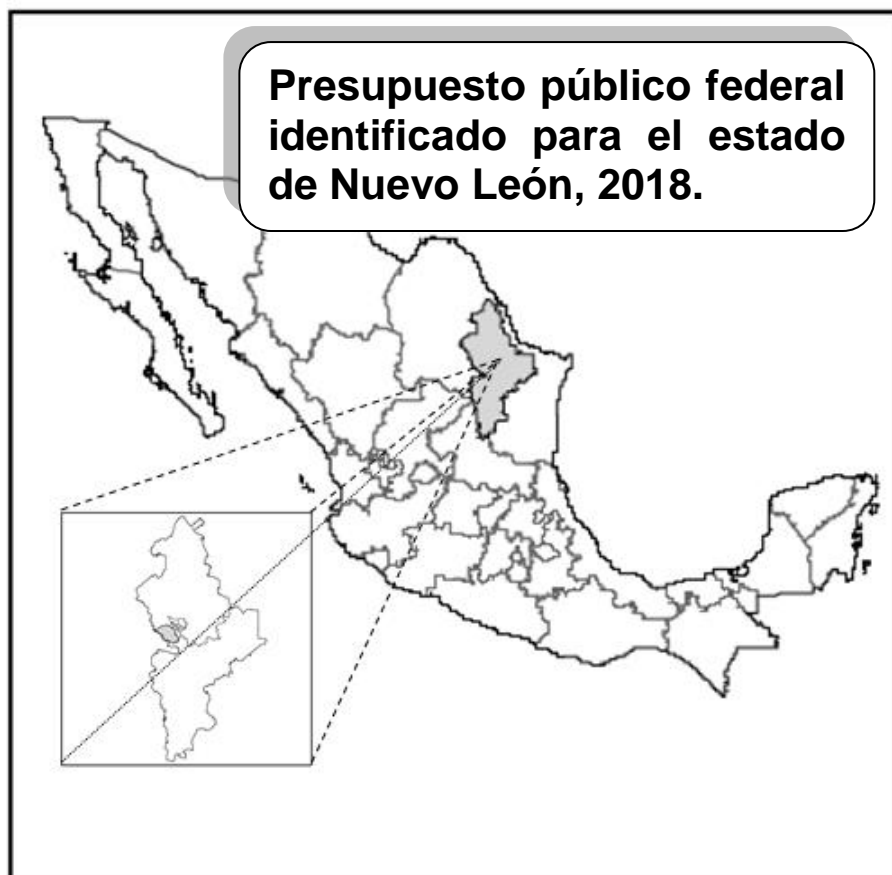 Presupuesto público federal
identificado para el estado
de Nuevo León, 2018.